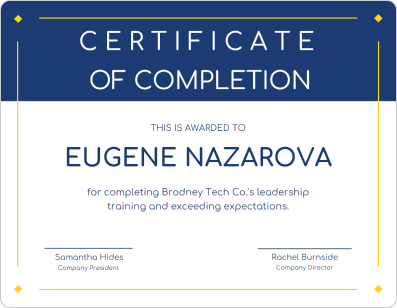 CERTIFICATE
OF COMPLETION
THIS IS AWARDED TO
EUGENE NAZAROVA
for completing Brodney Tech Co.'s leadership
training and exceeding expectations.
Samantha Hides
Company President
Rachel Burnside
Company Director